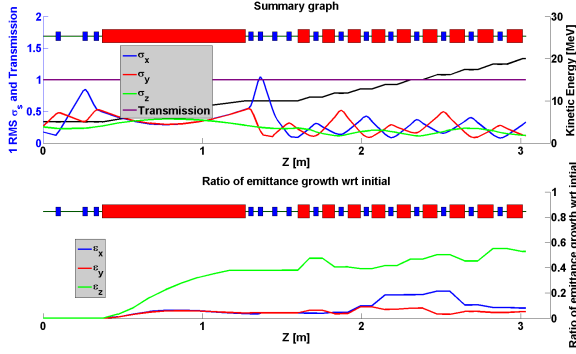 Summary graph
1 RMS σs and Transmission
2
1.5
1
0.5
0
σx
σy
σz
Transmission
30
20
10
0
Kinetic Energy [MeV]
0 1 2 3
Z [m]
Ratio of emittance growth wrt initial
εx
εy
εz
1
0.8
0.6
0.4
0.2
0
Ratio of emittance growth wrt intial
0 1 2 3
Z [m]